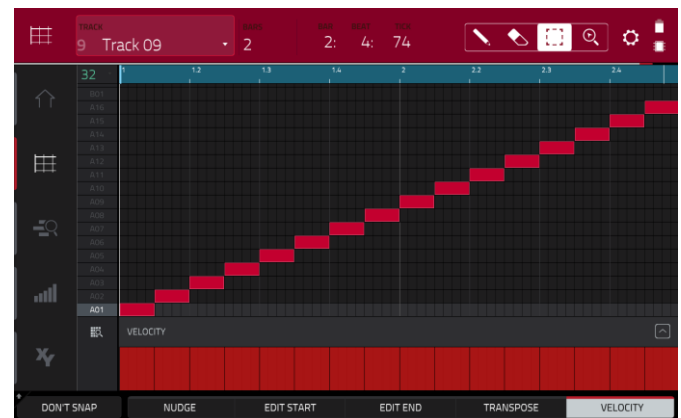 TRACK BARS BAR BEAT TICK
9 Track 09 2 2: 4: 74
32 1 1.2 1.3 1.4 2 2.2 2.3 2.4
B01
A16
A15
A14
A13
A12
A11
A10
A09
A08
A07
A06
A05
A04
A03
A02
A01
VELOCITY
XY
DON'T SNAP NUDGE EDIT START EDIT END TRANSPOSE VELOCITY